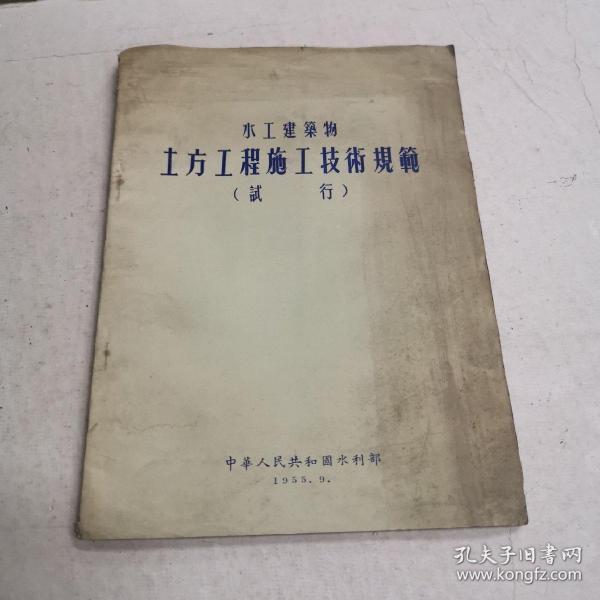 水工建築物
土方工程施工技術規範
（試　　行）
中華人民共和國水利部
1955.9.
孔夫子旧書网
www.kongfz.com